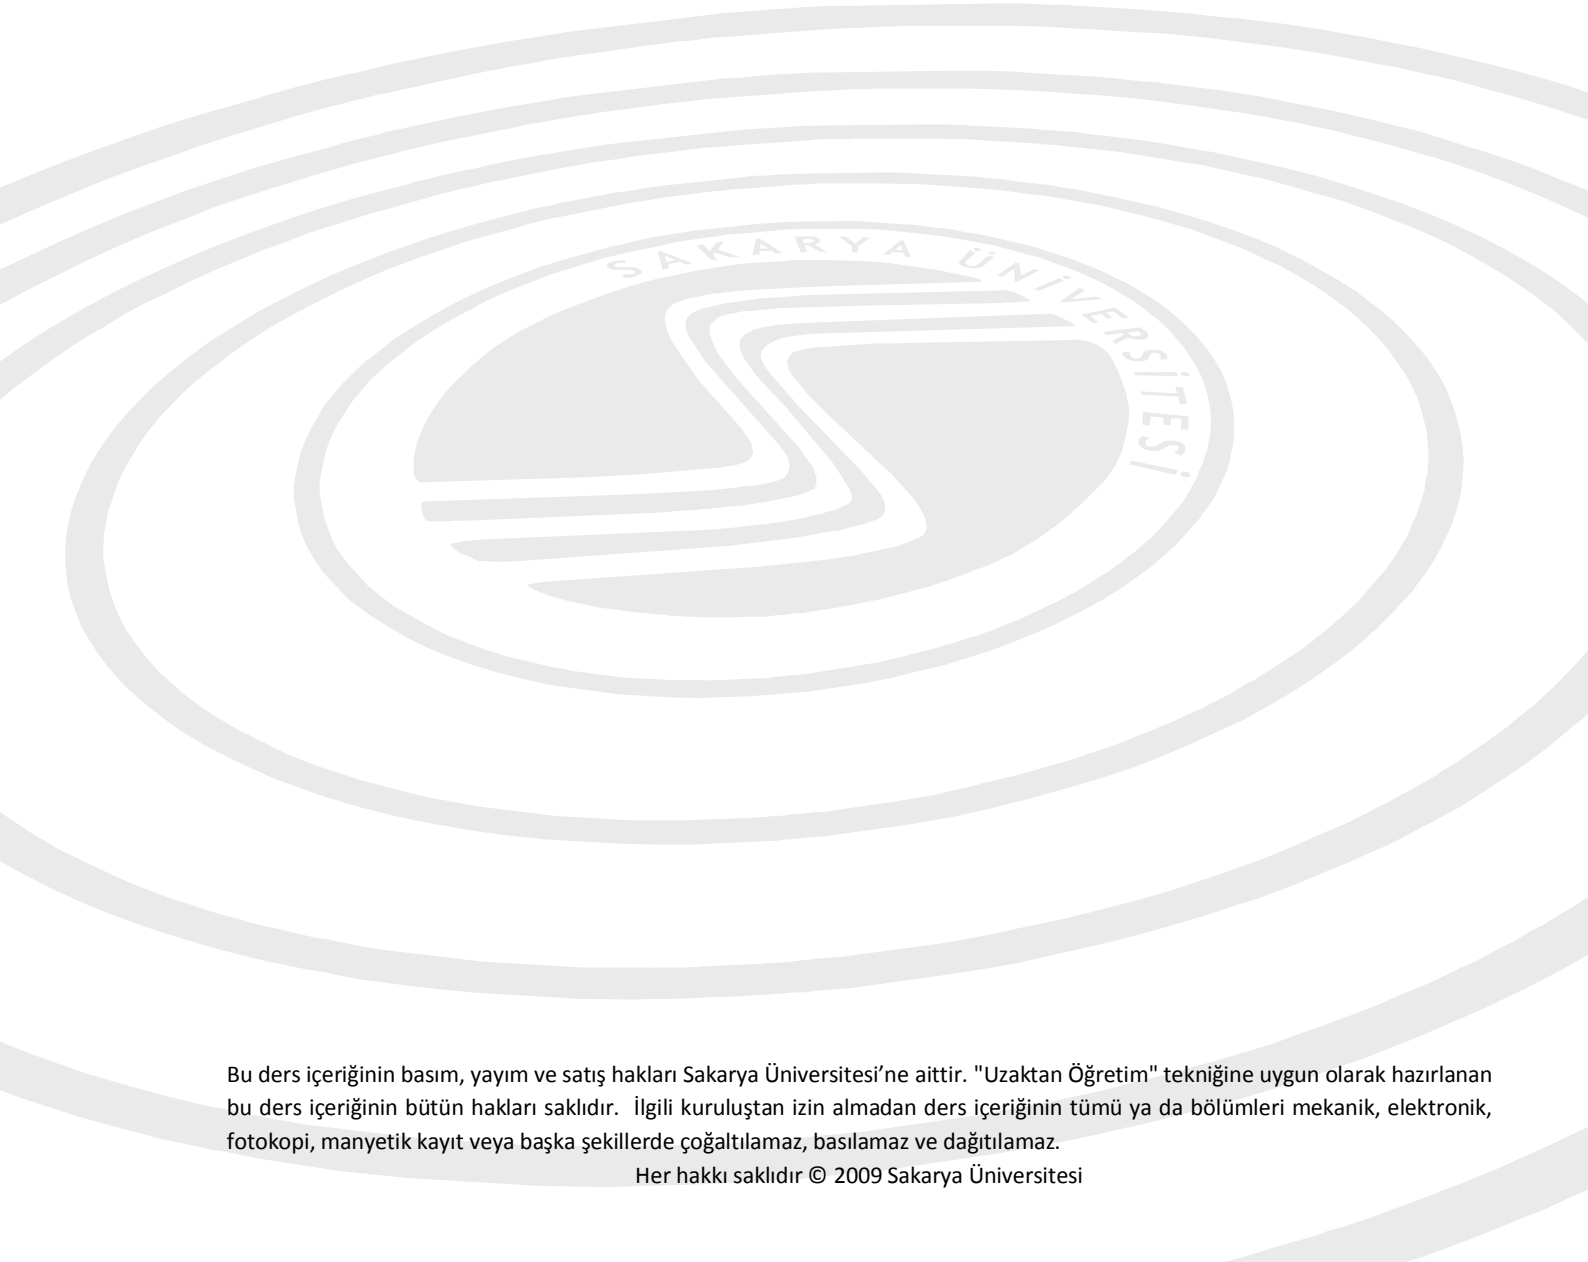 SAKARYA ÜNİVERSİTESİ
Bu ders içeriğinin basım, yayım ve satış hakları Sakarya Üniversitesi’ne aittir. "Uzaktan Öğretim" tekniğine uygun olarak hazırlanan
bu ders içeriğinin bütün hakları saklıdır. İlgili kuruluştan izin almadan ders içeriğinin tümü ya da bölümleri mekanik, elektronik,
fotokopi, manyetik kayıt veya başka şekillerde çoğaltılamaz, basılamaz ve dağıtılamaz.
Her hakkı saklıdır © 2009 Sakarya Üniversitesi